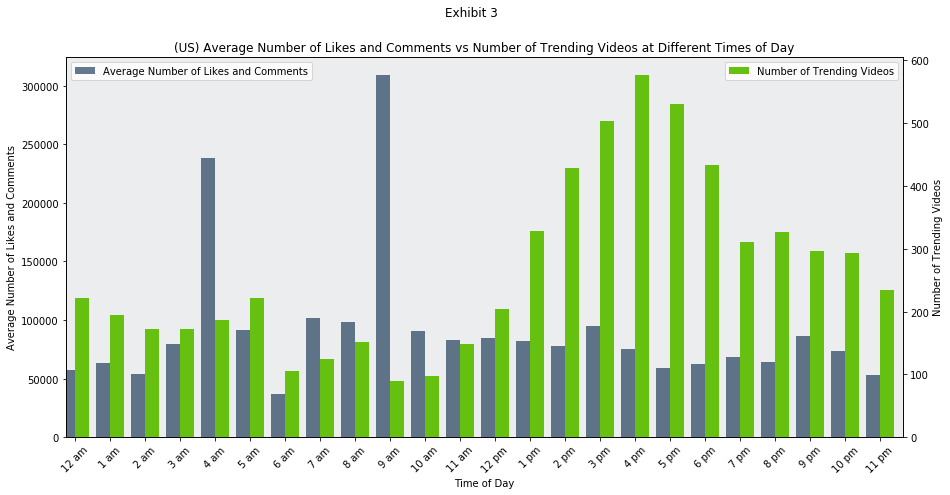 Exhibit 3
(US) Average Number of Likes and Comments vs Number of Trending Videos at Different Times of Day
Average Number of Likes and Comments
Number of Trending Videos
300000
250000
200000
150000
100000
50000
0
Average Number of Likes and Comments
600
500
400
300
200
100
0
Number of Trending Videos
12 am 1 am 2 am 3 am 4 am 5 am 6 am 7 am 8 am 9 am 10 am 11 am 12 pm 1 pm 2 pm 3 pm 4 pm 5 pm 6 pm 7 pm 8 pm 9 pm 10 pm 11 pm
Time of Day